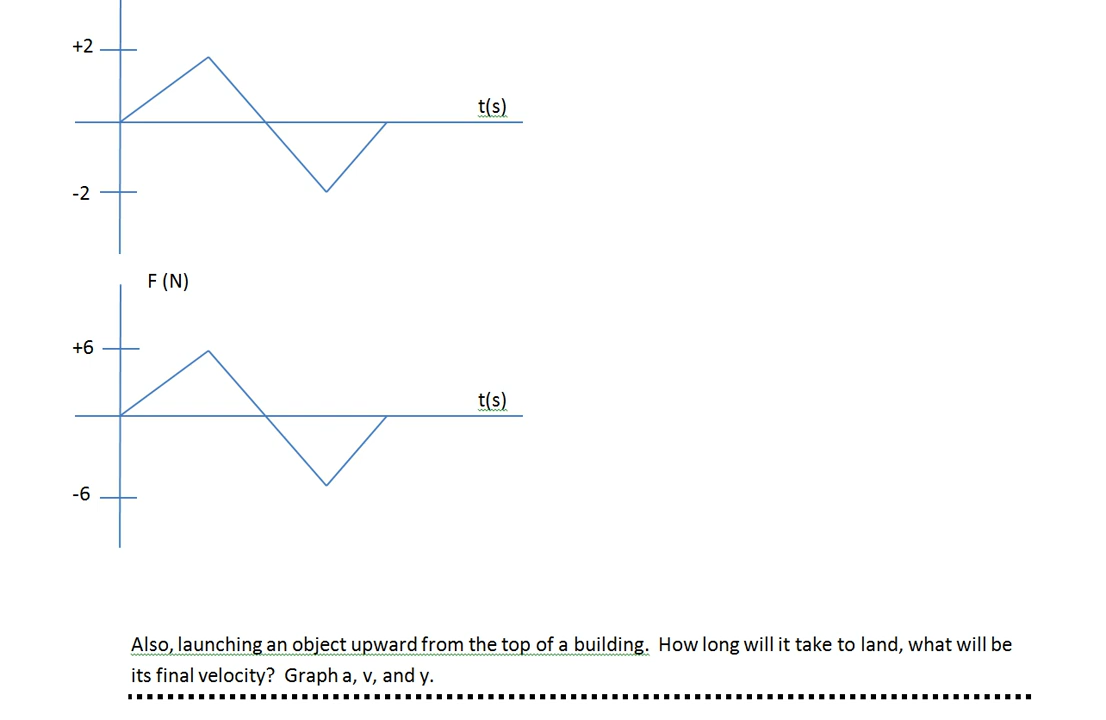 +2
t(s)
-2
F (N)
+6
t(s)
-6
Also, launching an object upward from the top of a building. How long will it take to land, what will be
its final velocity? Graph a, v, and y.